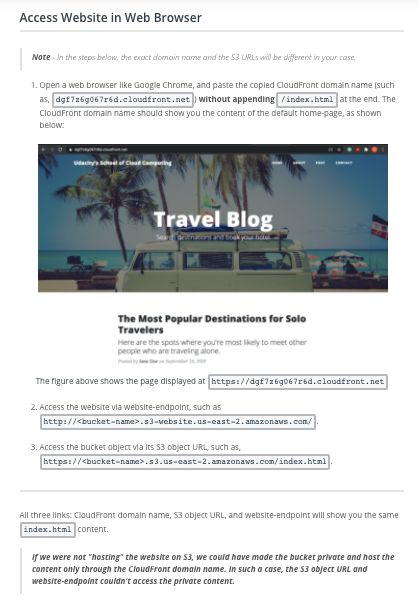 Access Website in Web Browser
Note - In the steps below, the exact domain name and the S3 URLs will be different in your case.
1. Open a web browser like Google Chrome, and paste the copied CloudFront domain name (such
as, dgf7z6g067r6d.cloudfront.net) without appending /index.html at the end. The
CloudFront domain name should show you the content of the default home-page, as shown
below:
dgf7z6g067r6d.cloudfront.net
Udacity's School of Cloud Computing
HOME ABOUT POST CONTACT
Travel Blog
Search destinations and book your hotel.
The Most Popular Destinations for Solo
Travelers
Here are the spots where you're most likely to meet other
people who are traveling alone.
Posted by Jane Doe on September 16, 2020
The figure above shows the page displayed at https://dgf7z6g067r6d.cloudfront.net
2. Access the website via website-endpoint, such as
http://<bucket-name>.s3-website.us-east-2.amazonaws.com/.
3. Access the bucket object via its S3 object URL, such as,
https://<bucket-name>.s3.us-east-2.amazonaws.com/index.html.
All three links: CloudFront domain name, S3 object URL, and website-endpoint will show you the same
index.html content.
If we were not "hosting" the website on S3, we could have made the bucket private and host the
content only through the CloudFront domain name. In such a case, the S3 object URL and
website-endpoint couldn't access the private content.